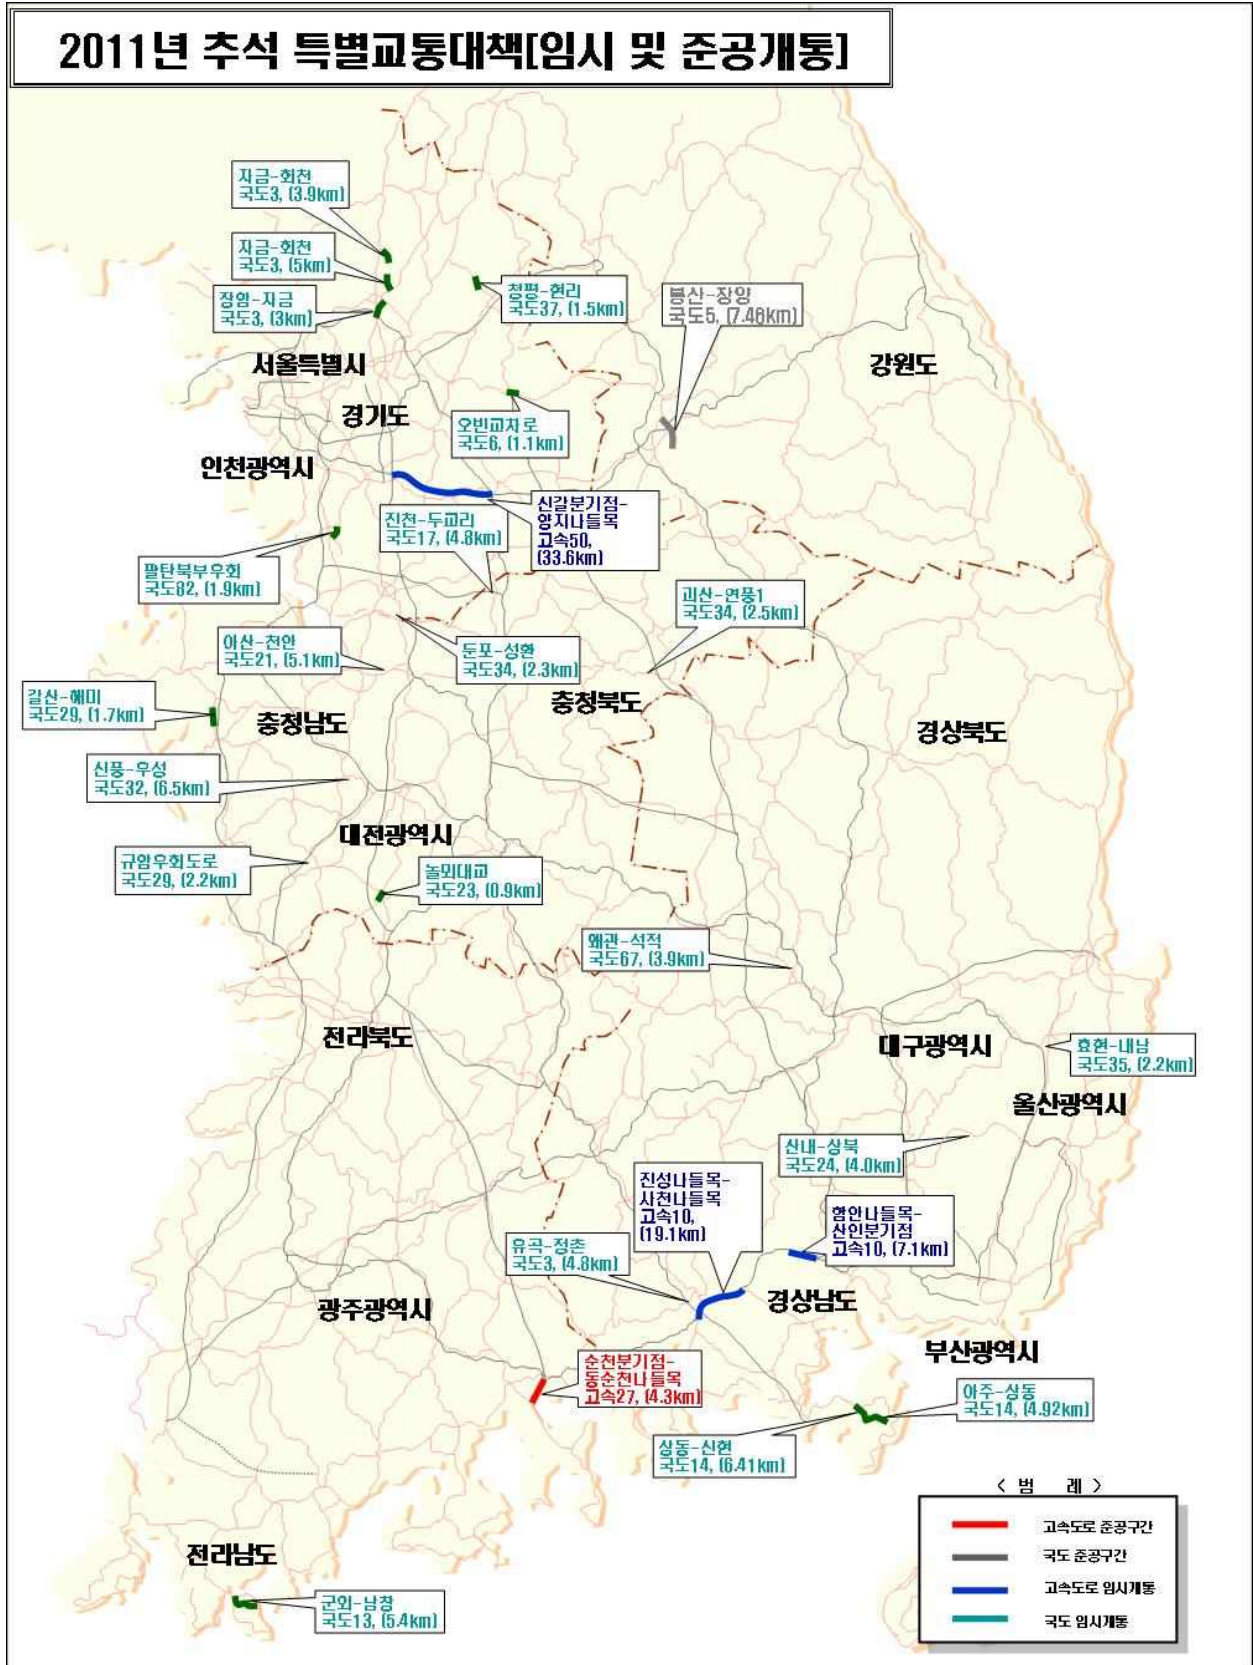 2011년 추석 특별교통대책[임시 및 준공개통]
자금-회천
국도3, (3.9km)
자금-회천
국도3, (5km)
장암-자금
국도3, (3km)
청평-현리
국도37, (1.5km)
봉산-장양
국도5, (7.46km)
서울특별시
강원도
경기도
오빈교차로
국도6, (1.1km)
인천광역시
신갈분기점-
양지나들목
고속50,
(33.6km)
진천-두교리
국도17, (4.8km)
팔탄북부우회
국도82, (1.9km)
괴산-연풍1
국도34, (2.5km)
아산-천안
국도21, (5.1km)
둔포-성환
국도34, (2.3km)
갈산-해미
국도29, (1.7km)
충청북도
충청남도
경상북도
신풍-우성
국도32, (6.5km)
대전광역시
규암우회도로
국도29, (2.2km)
놀뫼대교
국도23, (0.9km)
왜관-석적
국도67, (3.9km)
전라북도
대구광역시
효현-내남
국도35, (2.2km)
울산광역시
산내-상북
국도24, (4.0km)
진성나들목-
사천나들목
고속10,
(19.1km)
함안나들목-
산인분기점
고속10, (7.1km)
유곡-정촌
국도3, (4.8km)
광주광역시
경상남도
부산광역시
순천분기점-
동순천나들목
고속27, (4.3km)
아주-상동
국도14, (4.92km)
상동-신현
국도14, (6.41km)
< 범 례 >
고속도로 준공구간
국도 준공구간
고속도로 임시개통
국도 임시개통
전라남도
군외-남창
국도13, (5.4km)